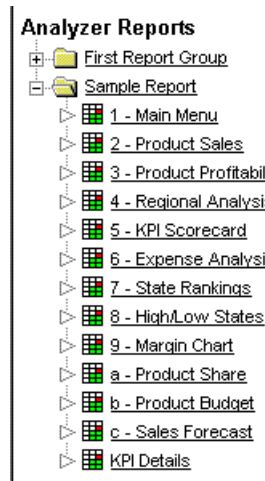 Analyzer Reports
First Report Group
Sample Report
1 - Main Menu
2 - Product Sales
3 - Product Profitabil
4 - Regional Analysi
5 - KPI Scorecard
6 - Expense Analysi
7 - State Rankings
8 - High/Low States
9 - Margin Chart
a - Product Share
b - Product Budget
c - Sales Forecast
KPI Details